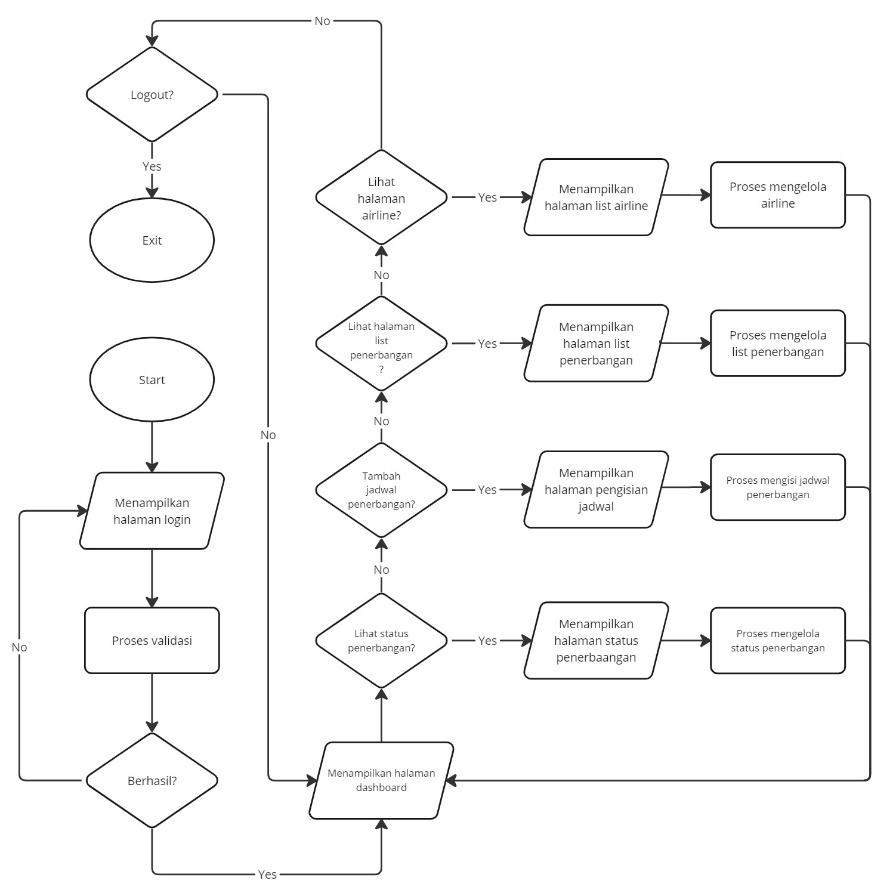 No
Logout?
Yes
Exit
Lihat
halaman
airline?
Yes
Menampilkan
halaman list airline
Proses mengelola
airline
No
Lihat halaman
list
penerbangan
?
Yes
Menampilkan
halaman list
penerbangan
Proses mengelola
list penerbangan
Start
No
No
Tambah
jadwal
penerbangan?
Yes
Menampilkan
halaman pengisian
jadwal
Proses mengisi jadwal
penerbangan
Menampilkan
halaman login
No
Lihat status
penerbangan?
Yes
Menampilkan
halaman status
penerbaangan
Proses mengelola
status penerbangan
Proses validasi
No
Berhasil?
Menampilkan halaman
dashboard
Yes